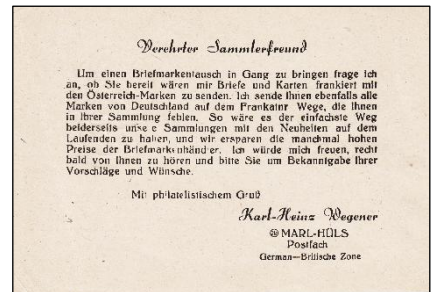 Verehrter Sammlerfreund
Um einen Briefmarkentausch in Gang zu bringen frage ich
an, ob Sie bereit wären mir Briefe und Karten frankiert mit
den Österreich-Marken zu senden. Ich sende Ihnen ebenfalls alle
Marken von Deutschland auf dem Frankatur Wege, die Ihnen
in Ihrer Sammlung fehlen. So wäre es der einfachste Weg
beiderseits uns e e Sammlungen mit den Neuheiten auf dem
Laufenden zu halten, und wir ersparen die manchmal hohen
Preise der Briefmarkenhändler. Ich würde mich freuen, recht
bald von Ihnen zu hören und bitte Sie um Bekanntgabe Ihrer
Vorschläge und Wünsche.
Mit philatelistischem Gruß
Karl-Heinz Wegener
MARL-HÜLS
Postfach
German—British Zone